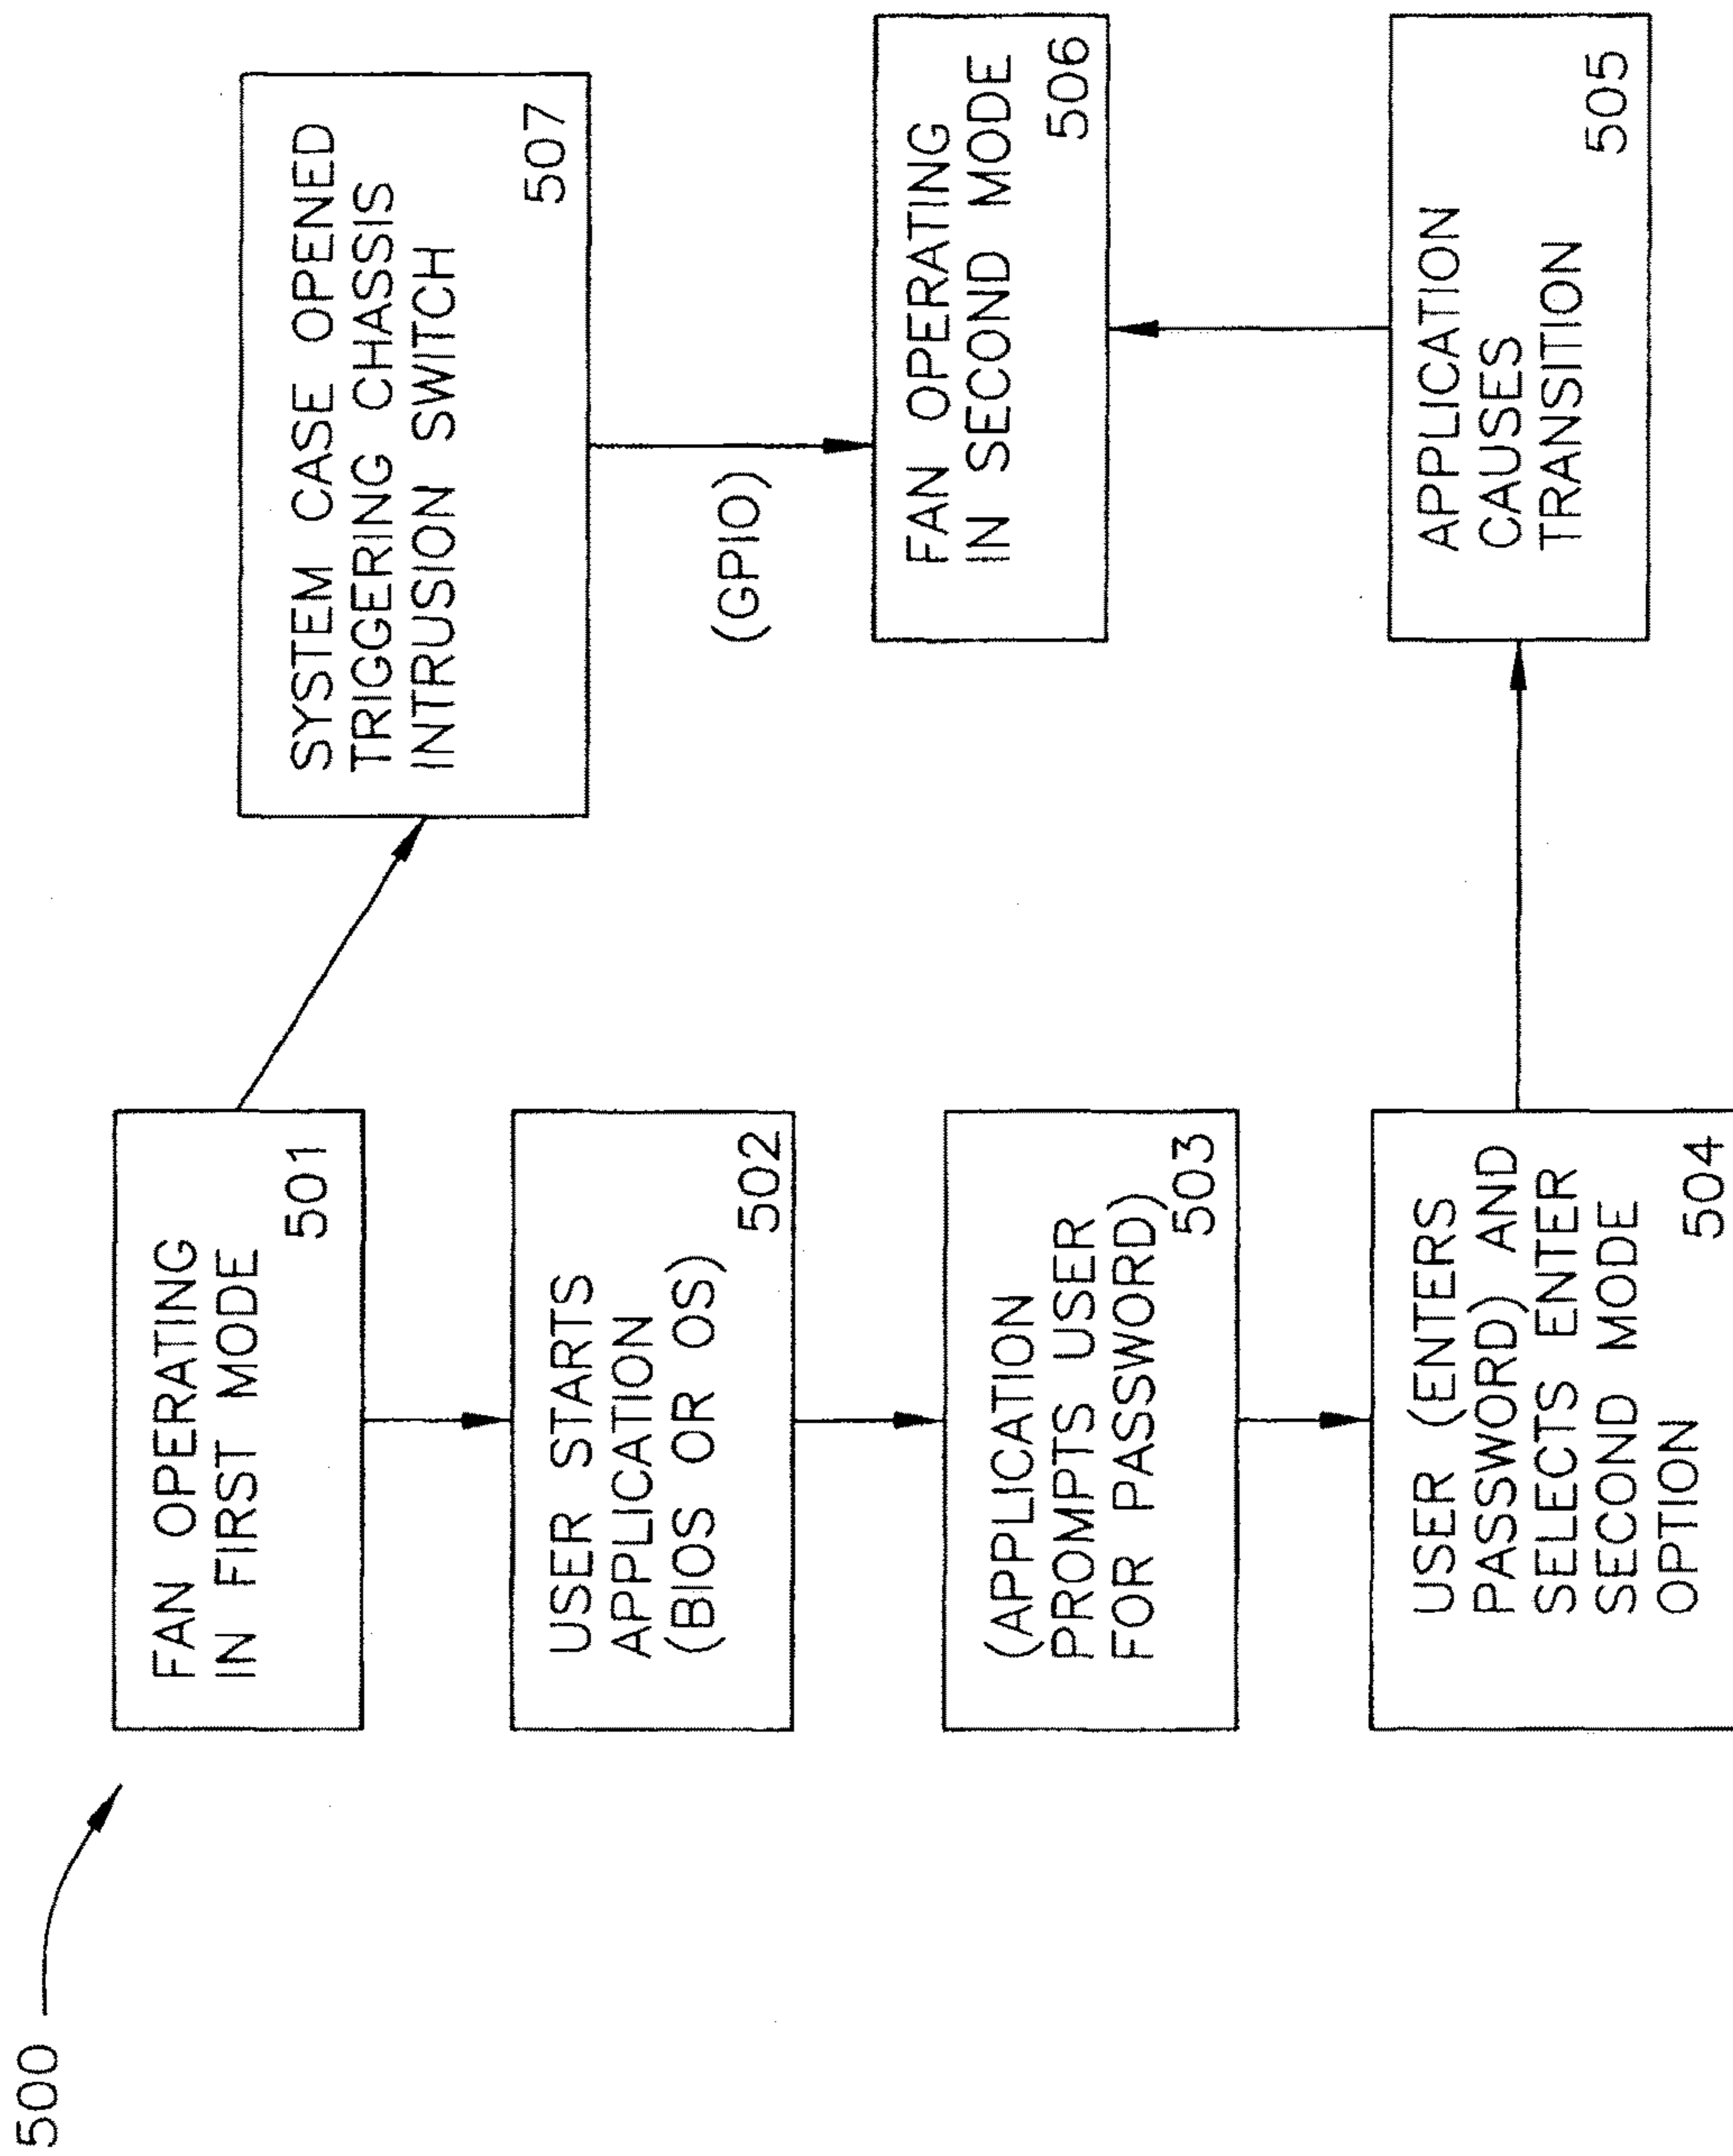 500
FAN OPERATING
IN FIRST MODE
501
USER STARTS
APPLICATION
(BIOS OR OS)
502
(APPLICATION
PROMPTS USER
FOR PASSWORD)
503
USER (ENTERS
PASSWORD) AND
SELECTS ENTER
SECOND MODE
OPTION
504
SYSTEM CASE OPENED
TRIGGERING CHASSIS
INTRUSION SWITCH
507
(GPIO)
FAN OPERATING
IN SECOND MODE
506
APPLICATION
CAUSES
TRANSITION
505